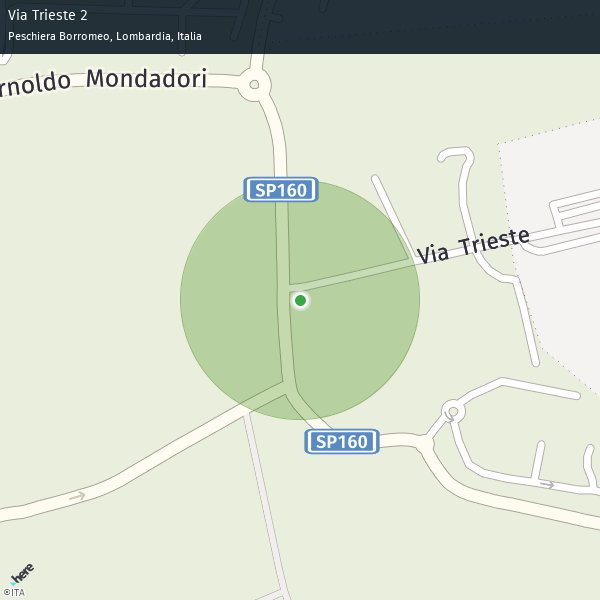 Via Trieste 2
Peschiera Borromeo, Lombardia, Italia
rnoldo Mondadori
SP160
Via Trieste
SP160
here
©ITA